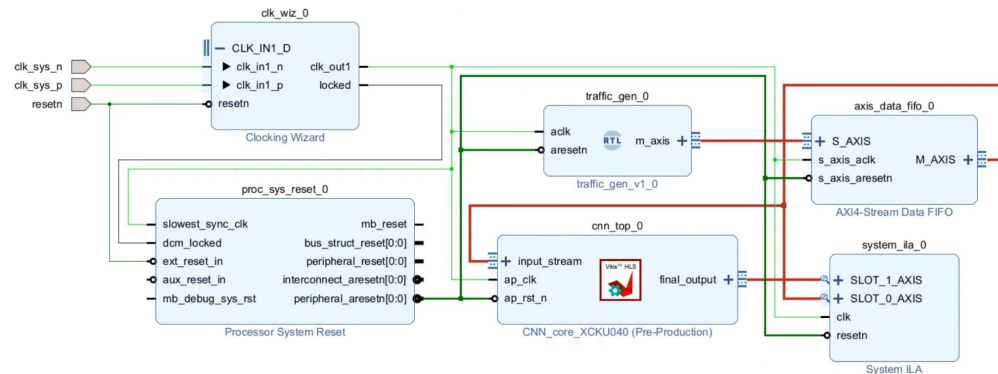 clk_wiz_0
CLK_IN1_D
clk_sys_n
clk_in1_n
clk_out1
clk_sys_p
clk_in1_p
locked
resetn
resetn
Clocking Wizard
traffic_gen_0
aclk
aresetn
RTL
m_axis
traffic_gen_v1_0
axis_data_fifo_0
S_AXIS
s_axis_aclk
M_AXIS
s_axis_aresetn
AXI4-Stream Data FIFO
proc_sys_reset_0
slowest_sync_clk
mb_reset
dcm_locked
bus_struct_reset[0:0]
ext_reset_in
peripheral_reset[0:0]
aux_reset_in
interconnect_aresetn[0:0]
mb_debug_sys_rst
peripheral_aresetn[0:0]
Processor System Reset
cnn_top_0
input_stream
Vitis™ HLS
ap_clk
final_output
ap_rst_n
CNN_core_XCKU040 (Pre-Production)
system_ila_0
SLOT_1_AXIS
SLOT_0_AXIS
clk
resetn
System ILA